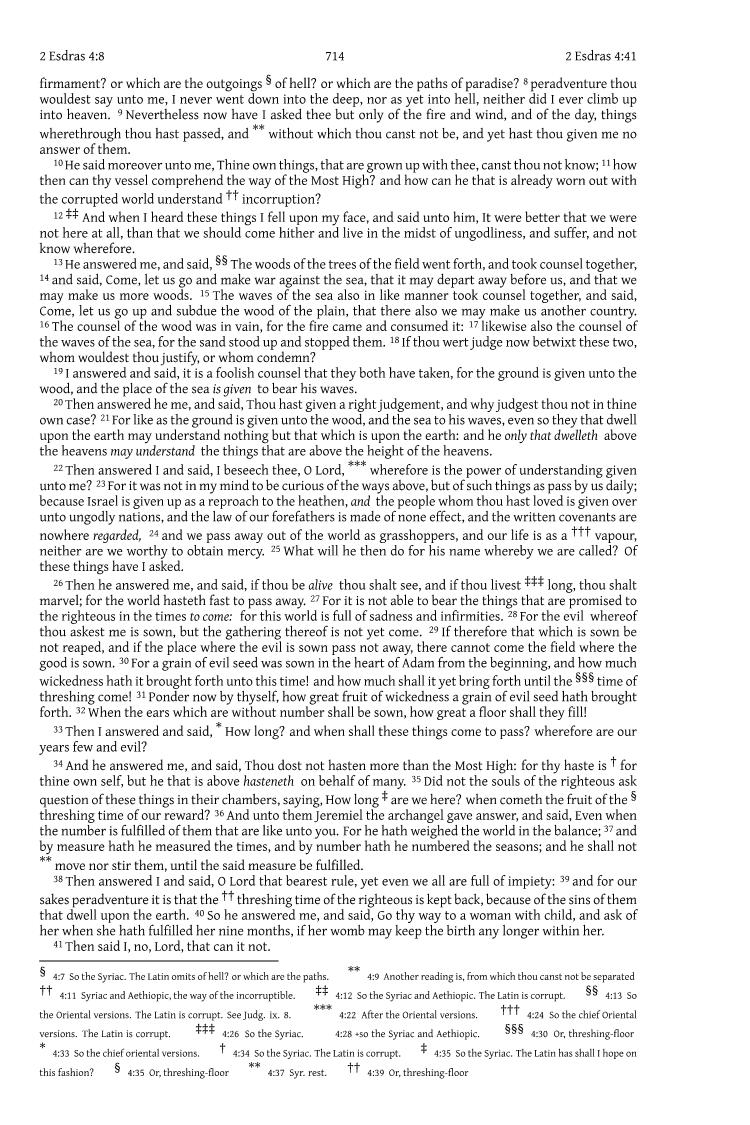 2 Esdras 4:8 714 2 Esdras 4:41
firmament? or which are the outgoings § of hell? or which are the paths of paradise? 8 peradventure thou
wouldest say unto me, I never went down into the deep, nor as yet into hell, neither did I ever climb up
into heaven. 9 Nevertheless now have I asked thee but only of the fire and wind, and of the day, things
wherethrough thou hast passed, and ** without which thou canst not be, and yet hast thou given me no
answer of them.
10 He said moreover unto me, Thine own things, that are grown up with thee, canst thou not know; 11 how
then can thy vessel comprehend the way of the Most High? and how can he that is already worn out with
the corrupted world understand †† incorruption?
12 ‡‡ And when I heard these things I fell upon my face, and said unto him, It were better that we were
not here at all, than that we should come hither and live in the midst of ungodliness, and suffer, and not
know wherefore.
13 He answered me, and said, §§ The woods of the trees of the field went forth, and took counsel together,
14 and said, Come, let us go and make war against the sea, that it may depart away before us, and that we
may make us more woods. 15 The waves of the sea also in like manner took counsel together, and said,
Come, let us go up and subdue the wood of the plain, that there also we may make us another country.
16 The counsel of the wood was in vain, for the fire came and consumed it: 17 likewise also the counsel of
the waves of the sea, for the sand stood up and stopped them. 18 If thou wert judge now betwixt these two,
whom wouldest thou justify, or whom condemn?
19 I answered and said, it is a foolish counsel that they both have taken, for the ground is given unto the
wood, and the place of the sea is given to bear his waves.
20 Then answered he me, and said, Thou hast given a right judgement, and why judgest thou not in thine
own case? 21 For like as the ground is given unto the wood, and the sea to his waves, even so they that dwell
upon the earth may understand nothing but that which is upon the earth: and he only that dwelleth above
the heavens may understand the things that are above the height of the heavens.
22 Then answered I and said, I beseech thee, O Lord, *** wherefore is the power of understanding given
unto me? 23 For it was not in my mind to be curious of the ways above, but of such things as pass by us daily;
because Israel is given up as a reproach to the heathen, and the people whom thou hast loved is given over
unto ungodly nations, and the law of our forefathers is made of none effect, and the written covenants are
nowhere regarded, 24 and we pass away out of the world as grasshoppers, and our life is as a ††† vapour,
neither are we worthy to obtain mercy. 25 What will he then do for his name whereby we are called? Of
these things have I asked.
26 Then he answered me, and said, if thou be alive thou shalt see, and if thou livest ‡‡‡ long, thou shalt
marvel; for the world hasteth fast to pass away. 27 For it is not able to bear the things that are promised to
the righteous in the times to come: for this world is full of sadness and infirmities. 28 For the evil whereof
thou askest me is sown, but the gathering thereof is not yet come. 29 If therefore that which is sown be
not reaped, and if the place where the evil is sown pass not away, there cannot come the field where the
good is sown. 30 For a grain of evil seed was sown in the heart of Adam from the beginning, and how much
wickedness hath it brought forth unto this time! and how much shall it yet bring forth until the §§§ time of
threshing come! 31 Ponder now by thyself, how great fruit of wickedness a grain of evil seed hath brought
forth. 32 When the ears which are without number shall be sown, how great a floor shall they fill!
33 Then I answered and said, * How long? and when shall these things come to pass? wherefore are our
years few and evil?
34 And he answered me, and said, Thou dost not hasten more than the Most High: for thy haste is † for
thine own self, but he that is above hasteneth on behalf of many. 35 Did not the souls of the righteous ask
question of these things in their chambers, saying, How long ‡ are we here? when cometh the fruit of the §
threshing time of our reward? 36 And unto them Jeremiel the archangel gave answer, and said, Even when
the number is fulfilled of them that are like unto you. For he hath weighed the world in the balance; 37 and
by measure hath he measured the times, and by number hath he numbered the seasons; and he shall not
** move nor stir them, until the said measure be fulfilled.
38 Then answered I and said, O Lord that bearest rule, yet even we all are full of impiety: 39 and for our
sakes peradventure it is that the †† threshing time of the righteous is kept back, because of the sins of them
that dwell upon the earth. 40 So he answered me, and said, Go thy way to a woman with child, and ask of
her when she hath fulfilled her nine months, if her womb may keep the birth any longer within her.
41 Then said I, no, Lord, that can it not.
§ 4:7 So the Syriac. The Latin omits of hell? or which are the paths. ** 4:9 Another reading is, from which thou canst not be separated
†† 4:11 Syriac and Aethiopic, the way of the incorruptible. ‡‡ 4:12 So the Syriac and Aethiopic. The Latin is corrupt. §§ 4:13 So
the Oriental versions. The Latin is corrupt. See Judg. ix. 8. *** 4:22 After the Oriental versions. ††† 4:24 So the chief Oriental
versions. The Latin is corrupt. ‡‡‡ 4:26 So the Syriac. 4:28 +so the Syriac and Aethiopic. §§§ 4:30 Or, threshing-floor
* 4:33 So the chief oriental versions. † 4:34 So the Syriac. The Latin is corrupt. ‡ 4:35 So the Syriac. The Latin has shall I hope on
this fashion? § 4:35 Or, threshing-floor ** 4:37 Syr. rest. †† 4:39 Or, threshing-floor